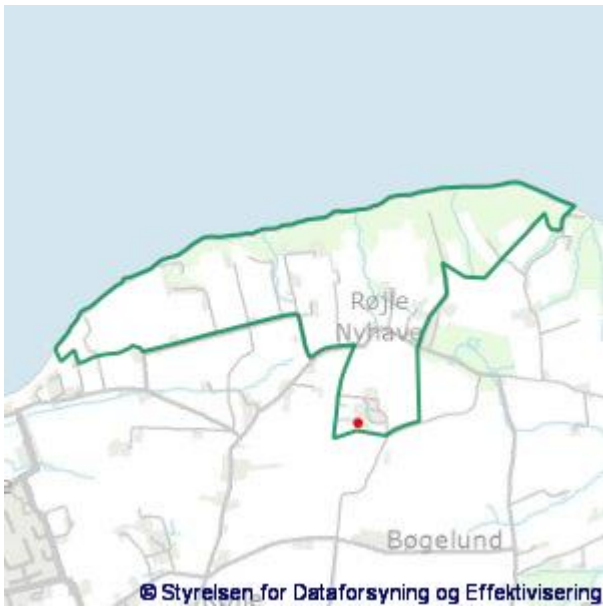 Røjle
Nyhave
Bøgelund
© Styrelsen for Dataforsyning og Effektivisering